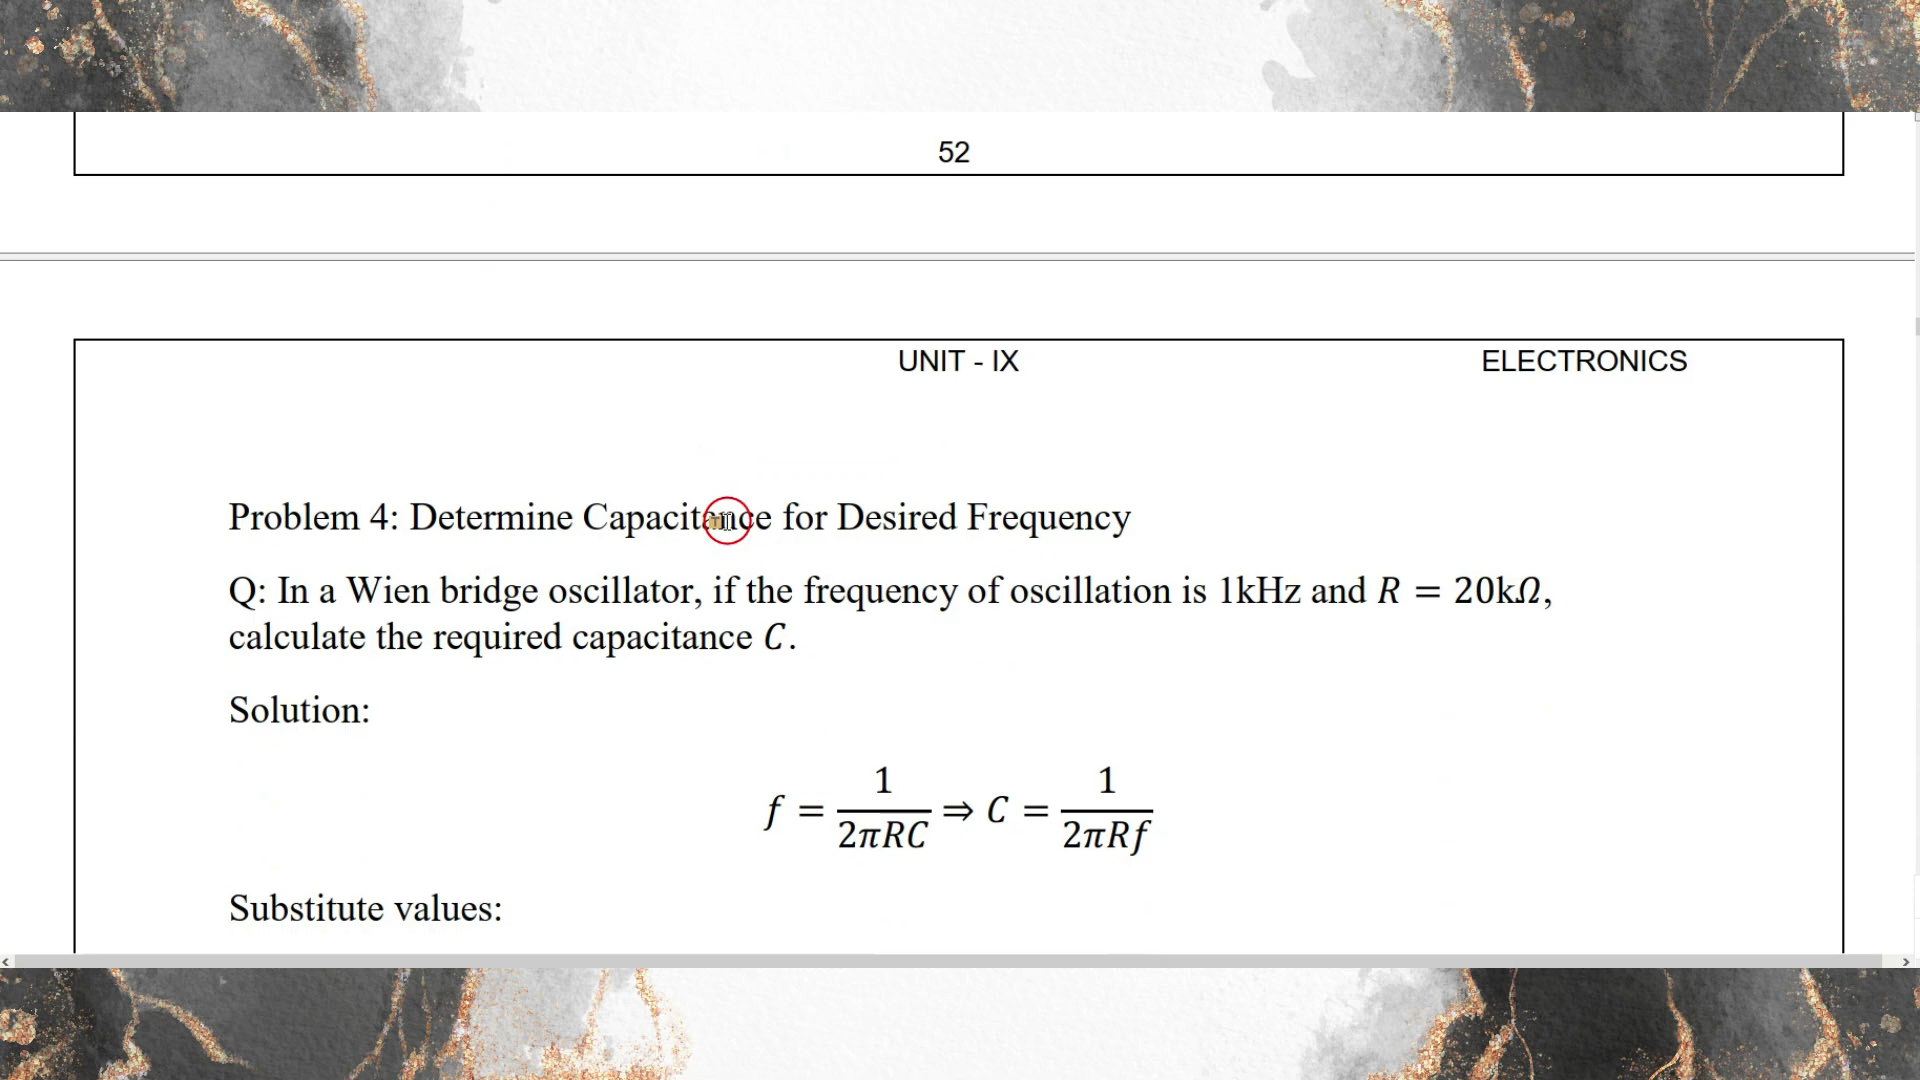 52
UNIT - IX
ELECTRONICS
Problem 4: Determine Capacitance for Desired Frequency
Q: In a Wien bridge oscillator, if the frequency of oscillation is 1kHz and R = 20kΩ,
calculate the required capacitance C.
Solution:
f = 1/2πRC ⇒ C = 1/2πRf
Substitute values: